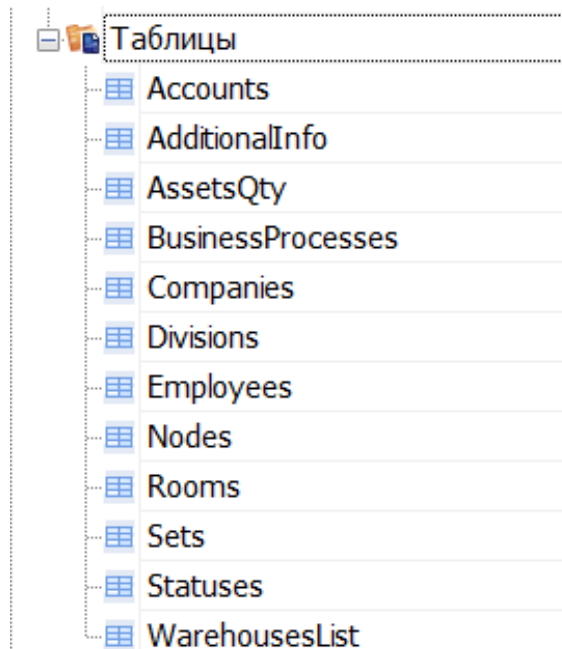 Таблицы
Accounts
AdditionalInfo
AssetsQty
BusinessProcesses
Companies
Divisions
Employees
Nodes
Rooms
Sets
Statuses
WarehousesList